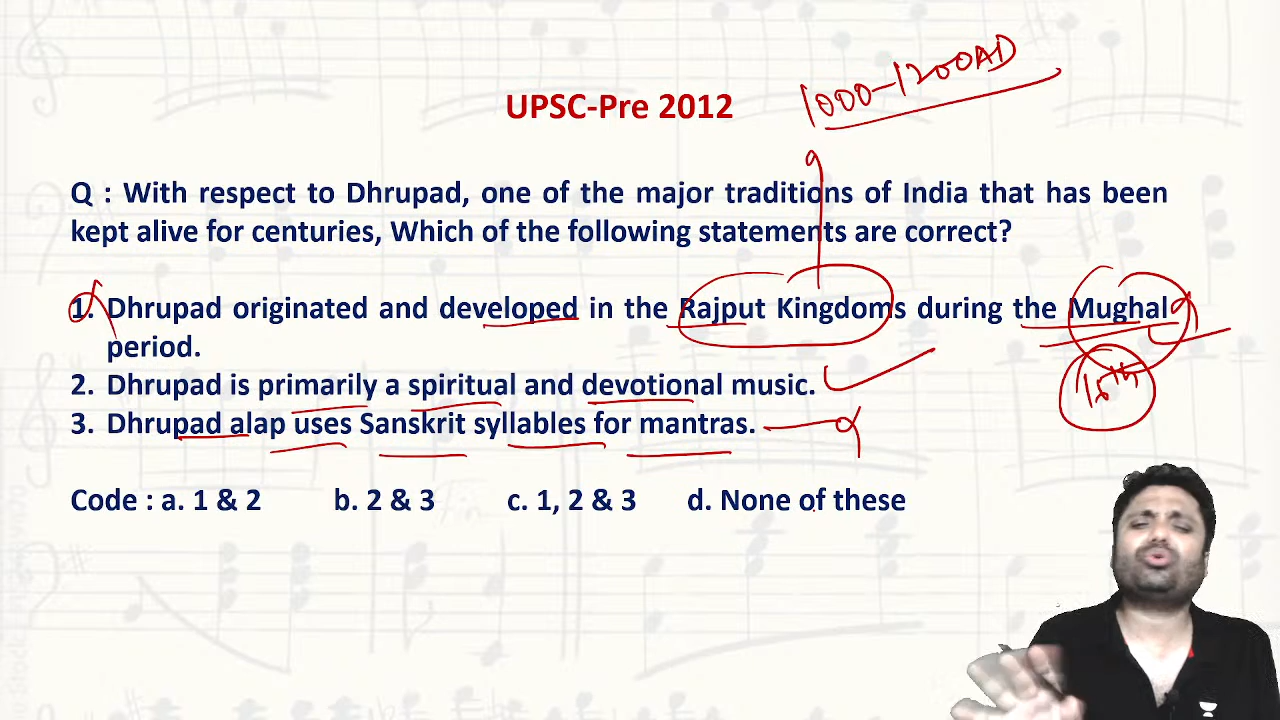 1000-1200AD
UPSC-Pre 2012
Q : With respect to Dhrupad, one of the major traditions of India that has been
kept alive for centuries, Which of the following statements are correct?
1. Dhrupad originated and developed in the Rajput Kingdoms during the Mughal
period.
2. Dhrupad is primarily a spiritual and devotional music.
15th
3. Dhrupad alap uses Sanskrit syllables for mantras.
Code : a. 1 & 2 b. 2 & 3 c. 1, 2 & 3 d. None of these